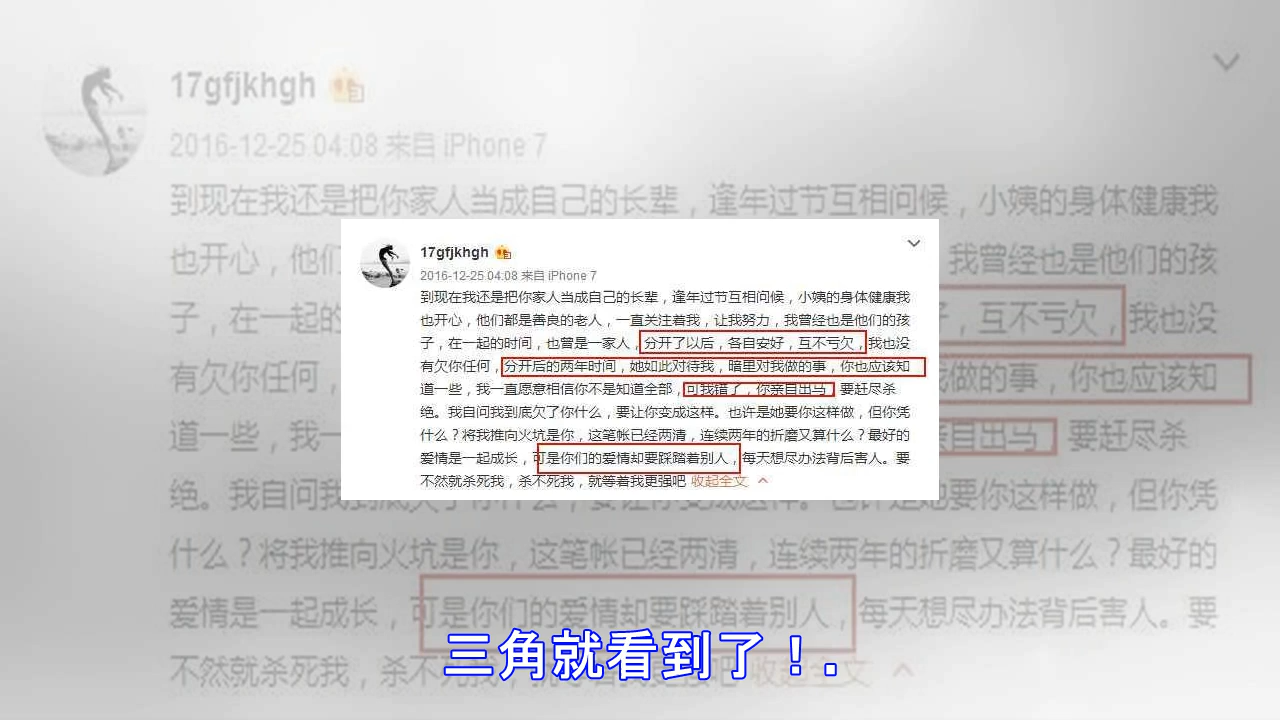 17gfjkhgh
2016-12-25 04:08 来自 iPhone 7
到现在我还是把你家人当成自己的长辈，逢年过节互相问候，小姨的身体健康我
也开心，他们都是善良的老人，一直关注着我，让我努力，我曾经也是他们的孩
子，在一起的时间，也曾是一家人，分开了以后，各自安好，互不亏欠，我也没
有欠你任何，分开后的两年时间，她如此对待我，暗里对我做的事，你也应该知
道一些，我一直愿意相信你不是知道全部，可我错了，你亲自出马，要赶尽杀
绝。我自问我到底欠了你什么，要让你变成这样。也许是她要你这样做，但你凭
什么？将我推向火坑是你，这笔帐已经两清，连续两年的折磨又算什么？最好的
爱情是一起成长，可是你们的爱情却要踩踏着别人，每天想尽办法背后害人。要
不然就杀死我，杀不死我，就等着我更强吧 收起全文
三角就看到了！.